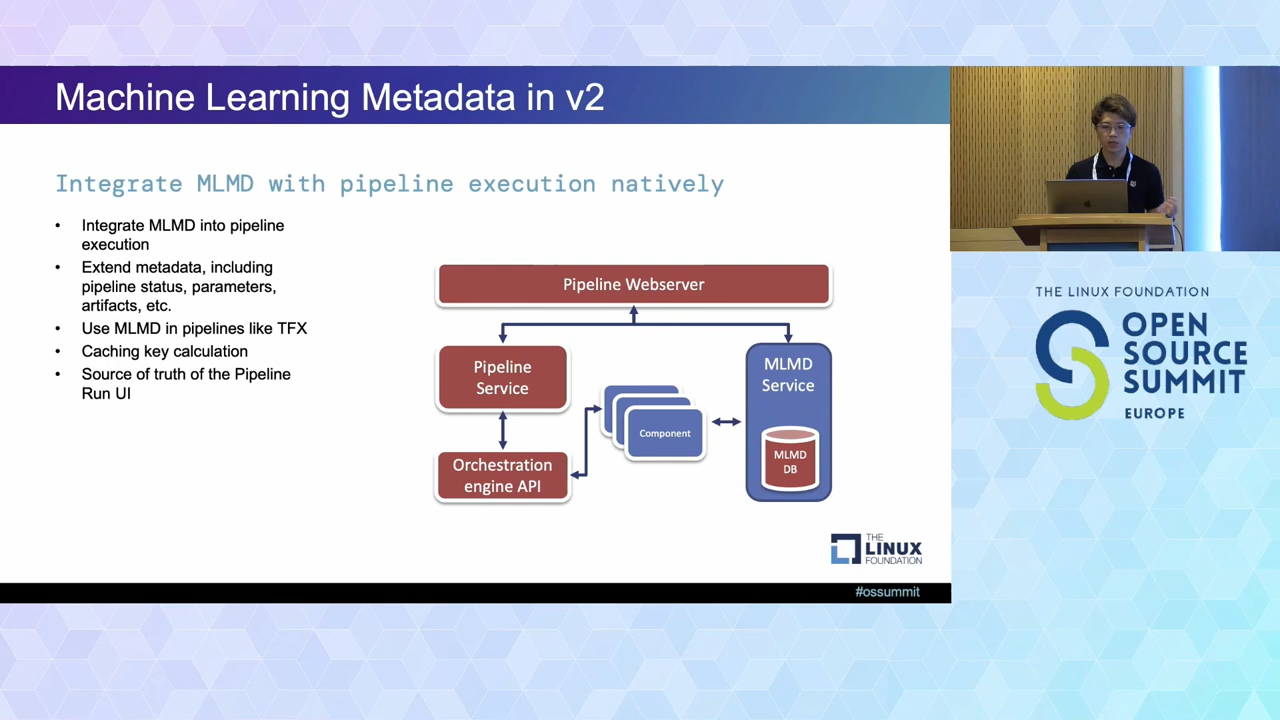 Machine Learning Metadata in v2
Integrate MLMD with pipeline execution natively
• Integrate MLMD into pipeline
execution
• Extend metadata, including
pipeline status, parameters,
artifacts, etc.
• Use MLMD in pipelines like TFX
• Caching key calculation
• Source of truth of the Pipeline
Run UI
Pipeline Webserver
Pipeline
Service
MLMD
Service
Component
MLMD
DB
Orchestration
engine API
THE
LINUX
FOUNDATION
#ossummit
THE LINUX FOUNDATION
OPEN
SOURCE
SUMMIT
EUROPE